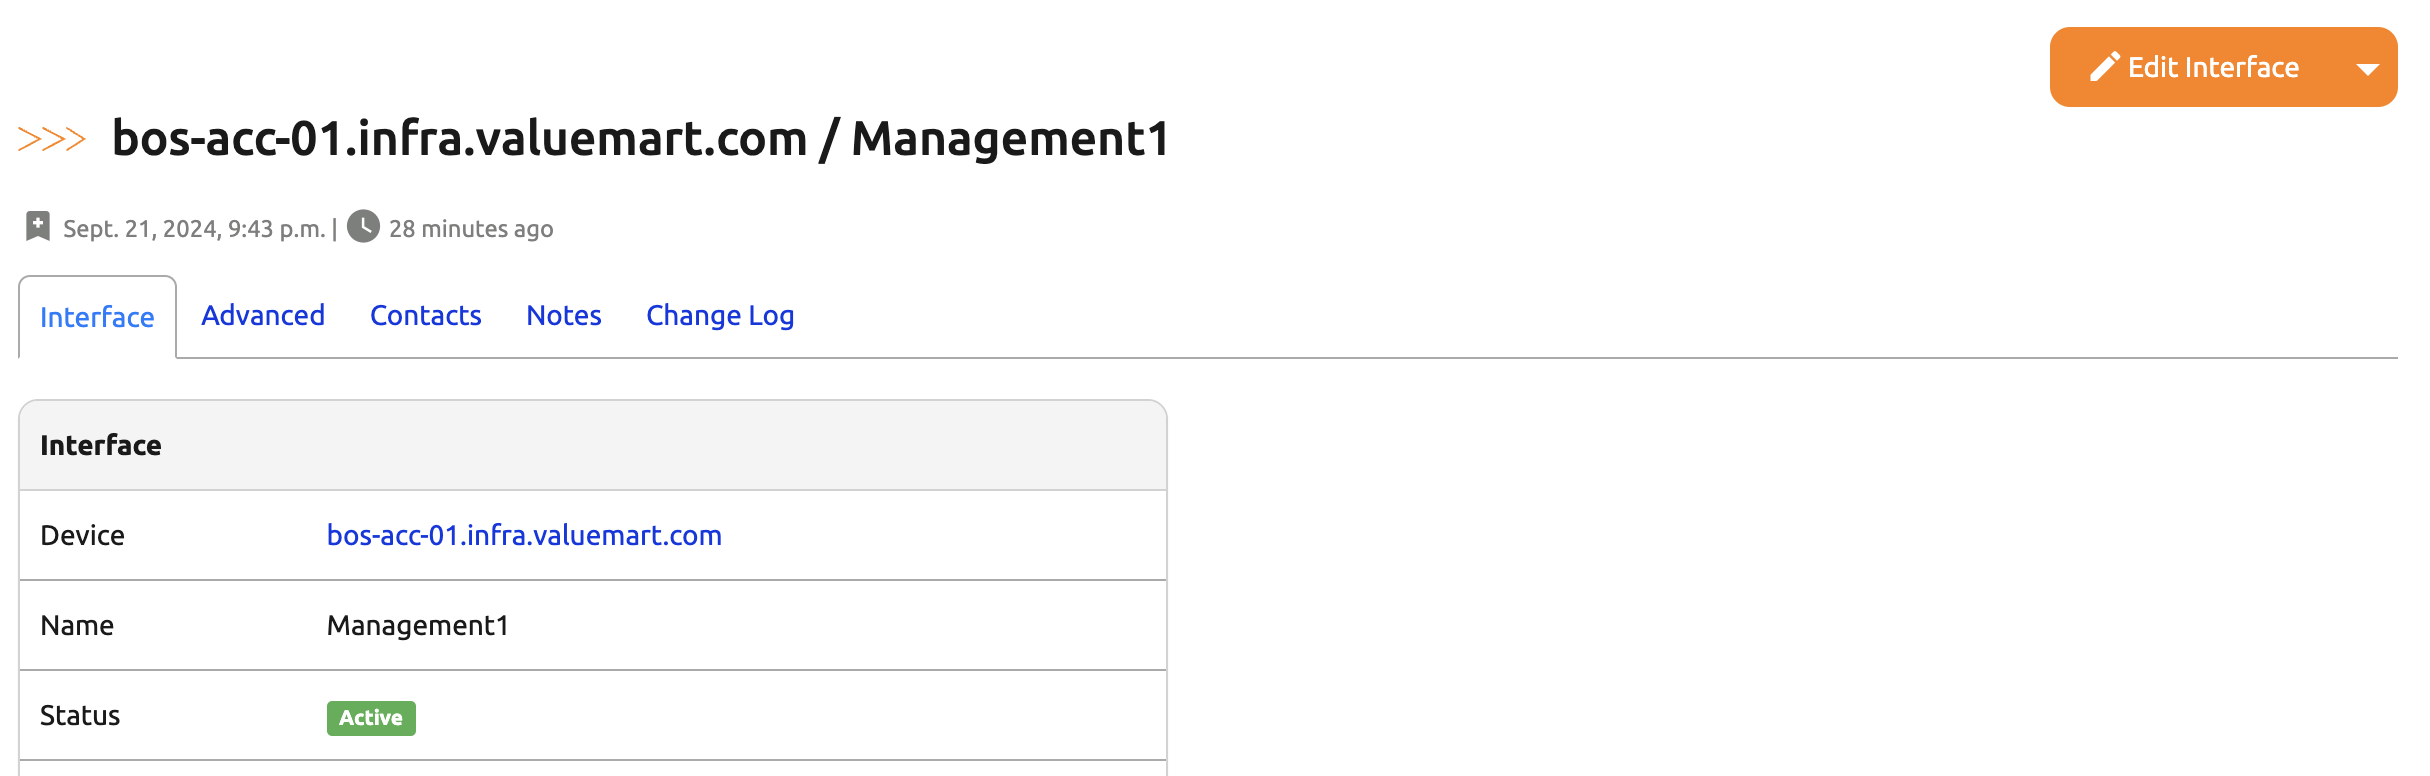 Edit Interface
>>> bos-acc-01.infra.valuemart.com / Management1
Sept. 21, 2024, 9:43 p.m. | 28 minutes ago
Interface Advanced Contacts Notes Change Log
Interface
Device bos-acc-01.infra.valuemart.com
Name Management1
Status Active